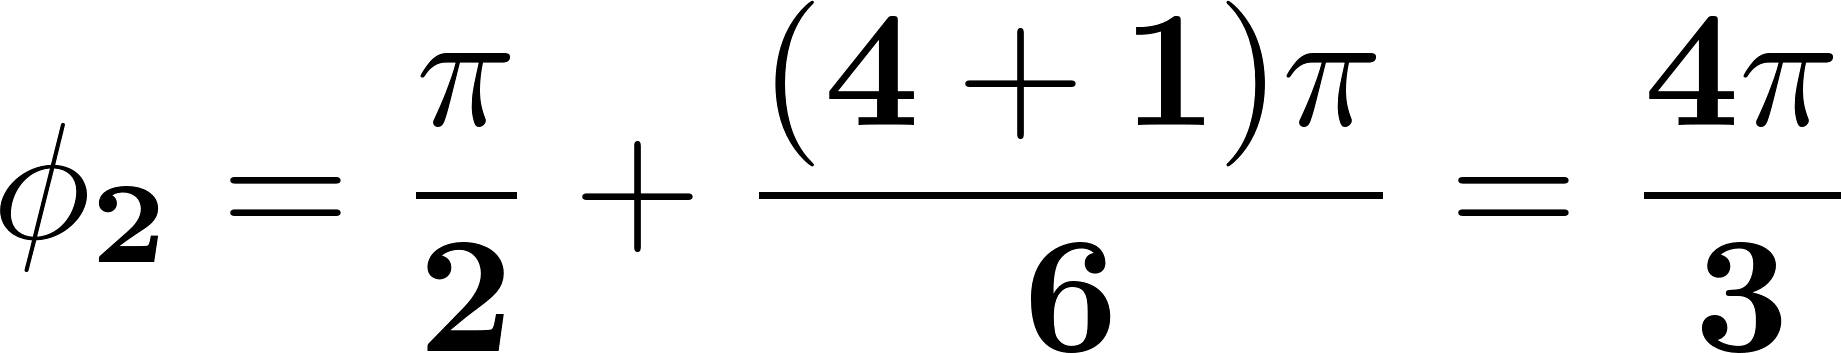 ϕ₂ = π/2 + (4 + 1)π/6 = 4π/3